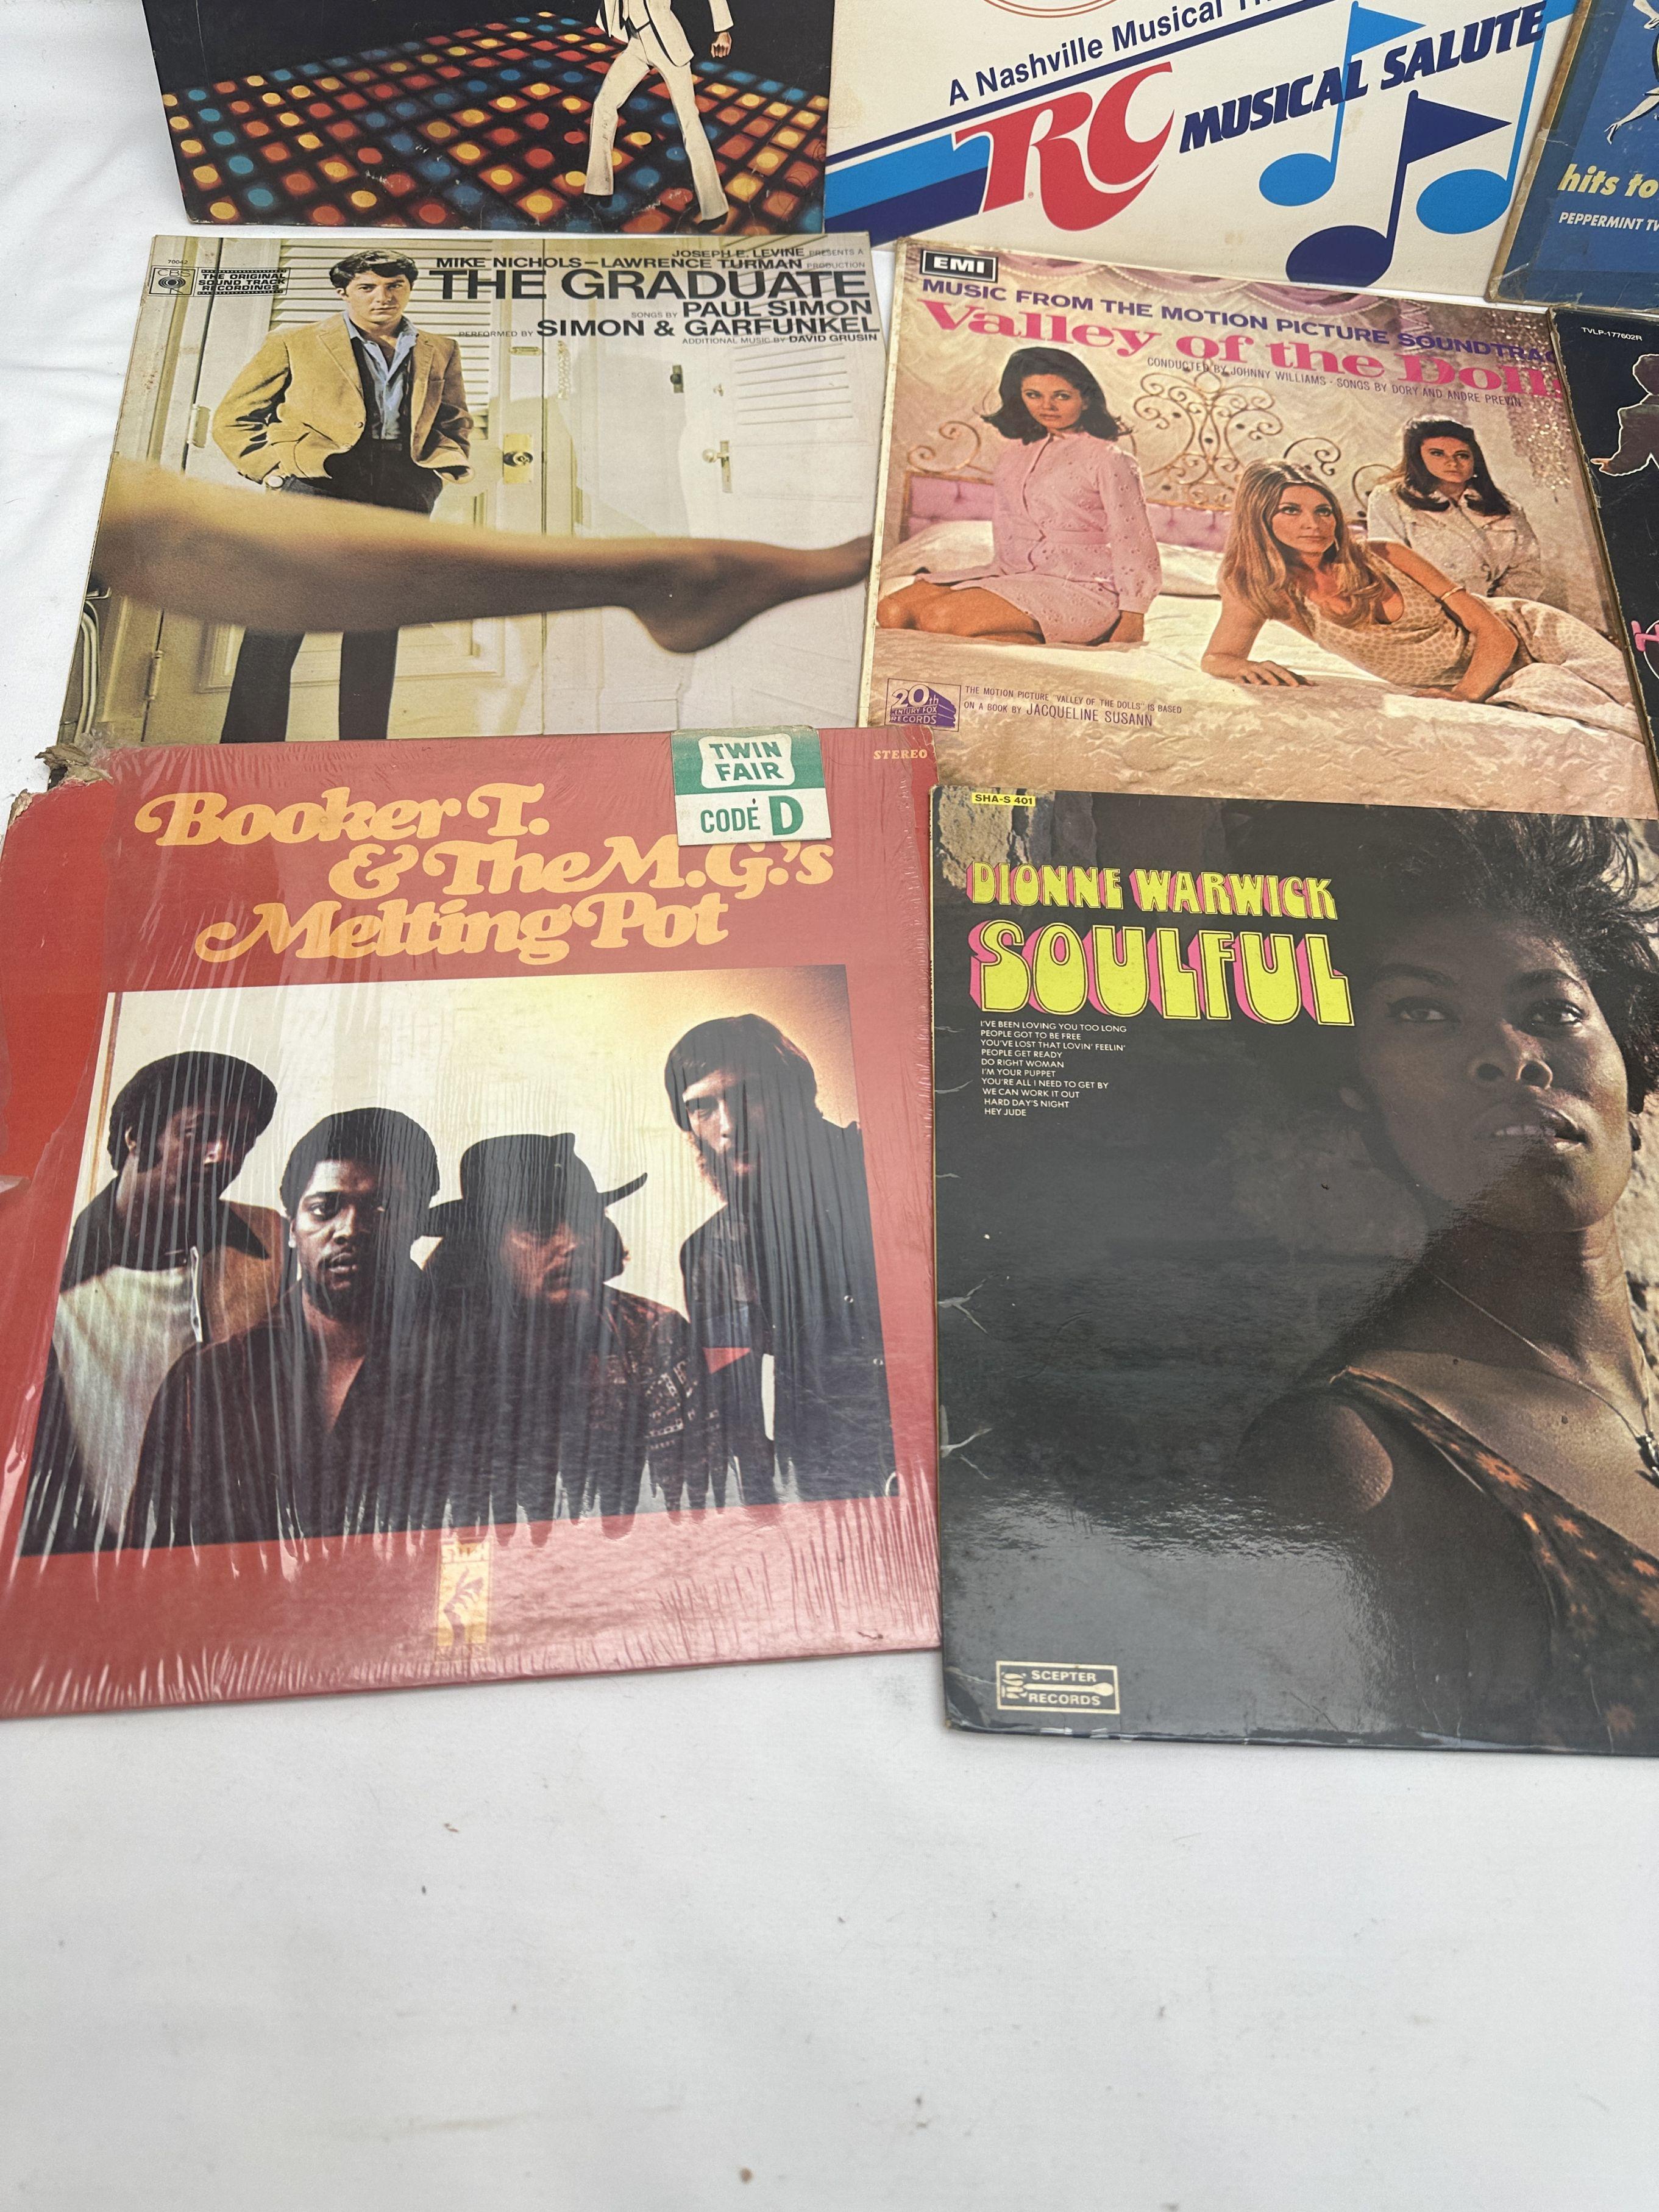 A Nashville Musical
RC MUSICAL SALUTE
hits to
PEPPERMINT TW
70042
CBS
THE ORIGINAL
SOUND TRACK
RECORDINGS
JOSEPH E. LEVINE PRESENTS A
MIKE NICHOLS–LAWRENCE TURMAN PRODUCTION
THE GRADUATE
SONGS BY PAUL SIMON
PERFORMED BY SIMON & GARFUNKEL
ADDITIONAL MUSIC BY DAVID GRUSIN
EMI
MUSIC FROM THE MOTION PICTURE SOUNDTRAC
Valley of the Doll
CONDUCTED BY JOHNNY WILLIAMS · SONGS BY DORY AND ANDRE PREVIN
20th
CENTURY FOX
RECORDS
THE MOTION PICTURE "VALLEY OF THE DOLLS" IS BASED
ON A BOOK BY JACQUELINE SUSANN
TVLP-177602R
TWIN
FAIR
CODE D
STEREO
Booker T.
& The M.G.'s
Melting Pot
SHA-S 401
DIONNE WARWICK
SOULFUL
I'VE BEEN LOVING YOU TOO LONG
PEOPLE GOT TO BE FREE
YOU'VE LOST THAT LOVIN' FEELIN'
PEOPLE GET READY
DO RIGHT WOMAN
I'M YOUR PUPPET
YOU'RE ALL I NEED TO GET BY
WE CAN WORK IT OUT
HARD DAY'S NIGHT
HEY JUDE
SCEPTER
RECORDS